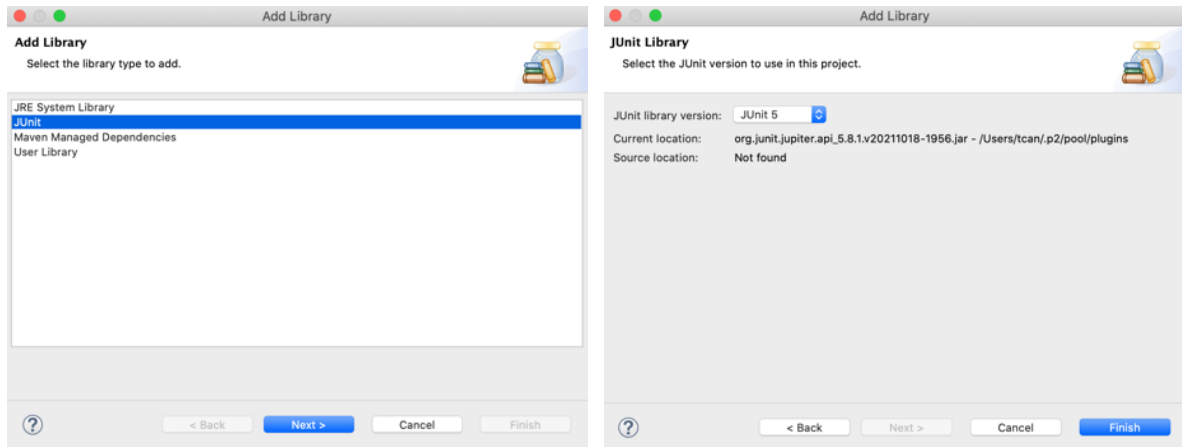 Add Library
Add Library
Select the library type to add.
JRE System Library
JUnit
Maven Managed Dependencies
User Library
?
< Back
Next >
Cancel
Finish
Add Library
JUnit Library
Select the JUnit version to use in this project.
JUnit library version: JUnit 5
Current location: org.junit.jupiter.api_5.8.1.v20211018-1956.jar - /Users/tcan/.p2/pool/plugins
Source location: Not found
?
< Back
Next >
Cancel
Finish